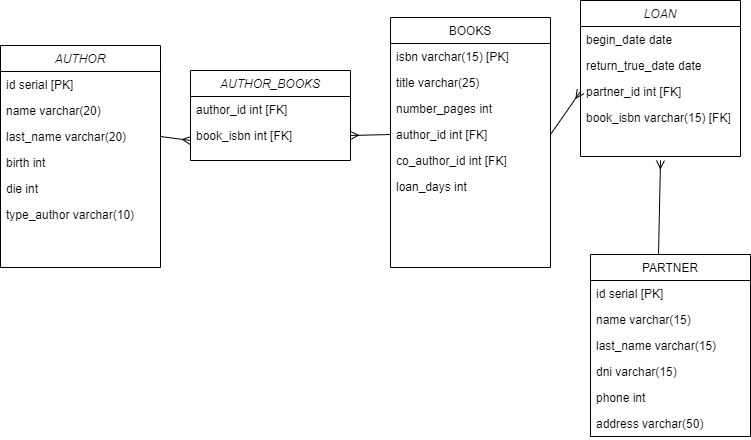 AUTHOR
id serial [PK]
name varchar(20)
last_name varchar(20)
birth int
die int
type_author varchar(10)
AUTHOR_BOOKS
author_id int [FK]
book_isbn int [FK]
BOOKS
isbn varchar(15) [PK]
title varchar(25)
number_pages int
author_id int [FK]
co_author_id int [FK]
loan_days int
LOAN
begin_date date
return_true_date date
partner_id int [FK]
book_isbn varchar(15) [FK]
PARTNER
id serial [PK]
name varchar(15)
last_name varchar(15)
dni varchar(15)
phone int
address varchar(50)